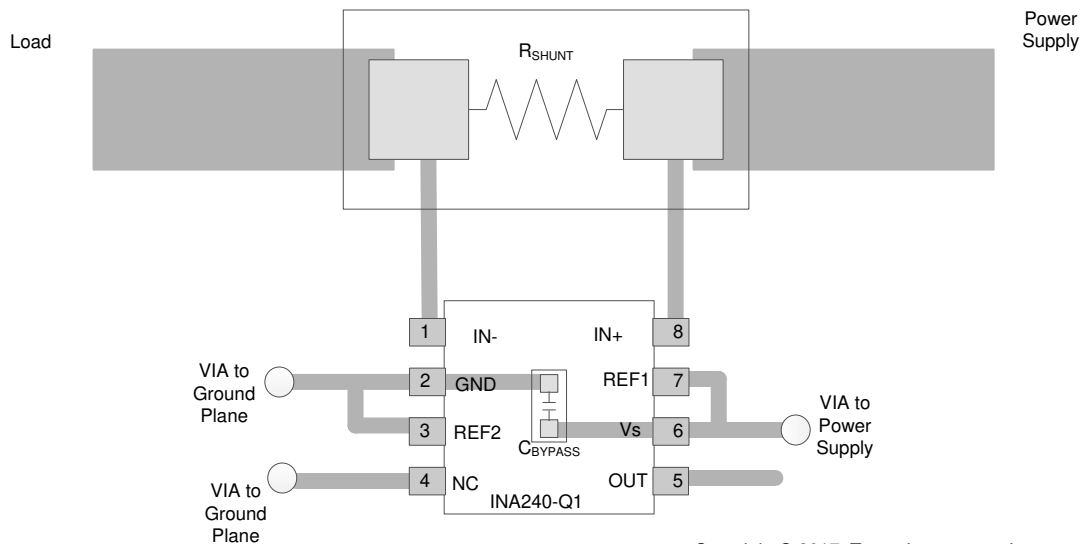 Load
Power
Supply
RSHUNT
1
IN-
IN+
8
VIA to
Ground
Plane
2
GND
REF1
7
VIA to
Power
Supply
3
REF2
Vs
6
CBYPASS
VIA to
Ground
Plane
4
NC
OUT
5
INA240-Q1